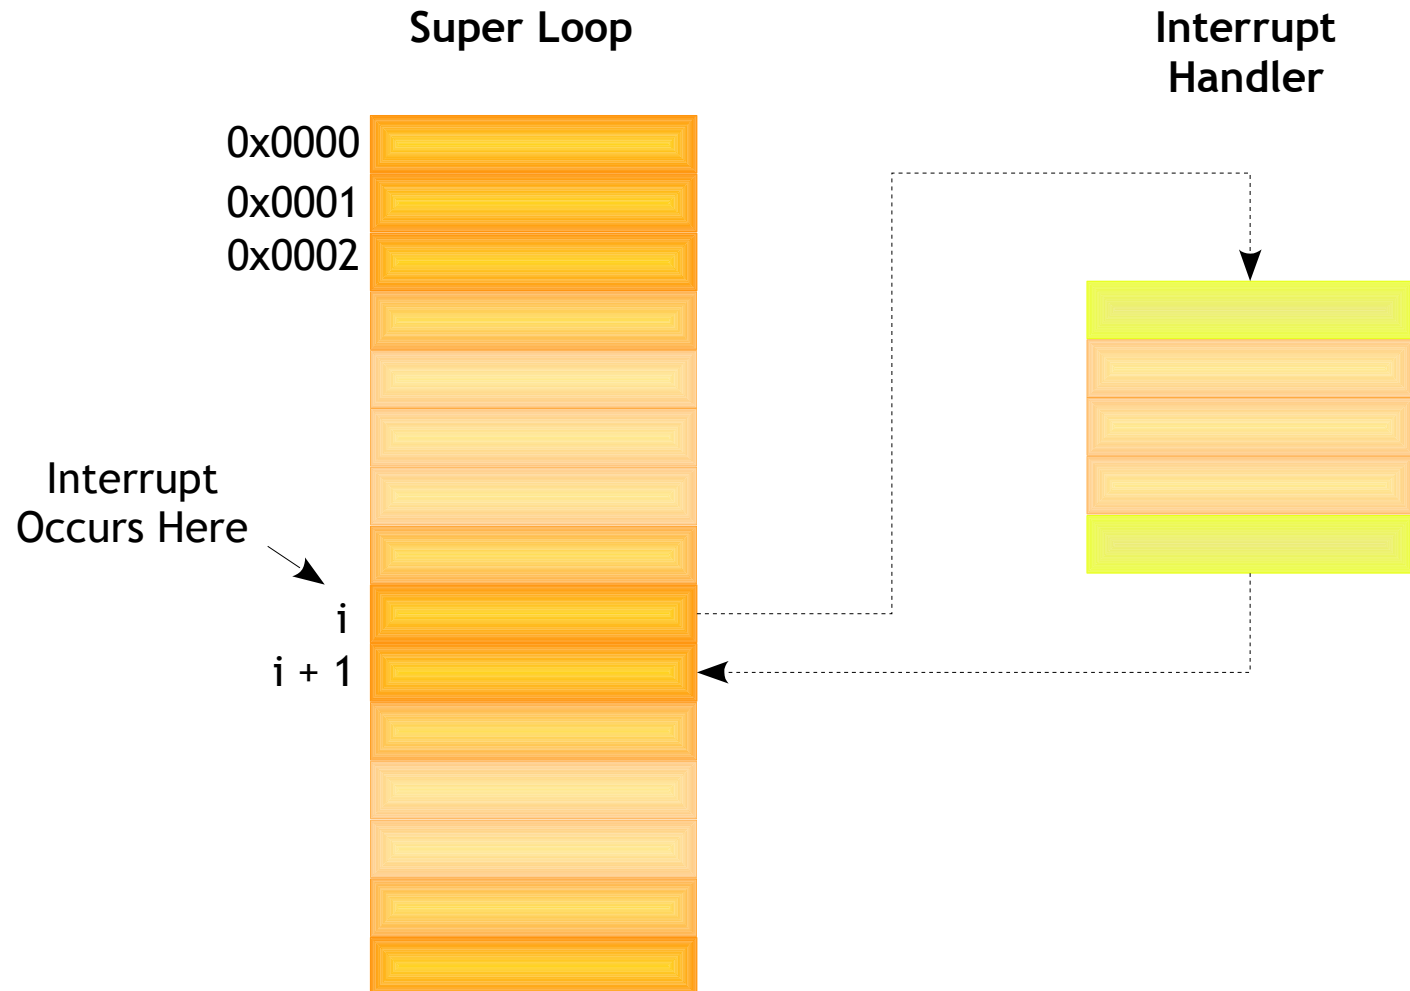 Super Loop
Interrupt
Handler
0x0000
0x0001
0x0002
Interrupt
Occurs Here
i
i + 1